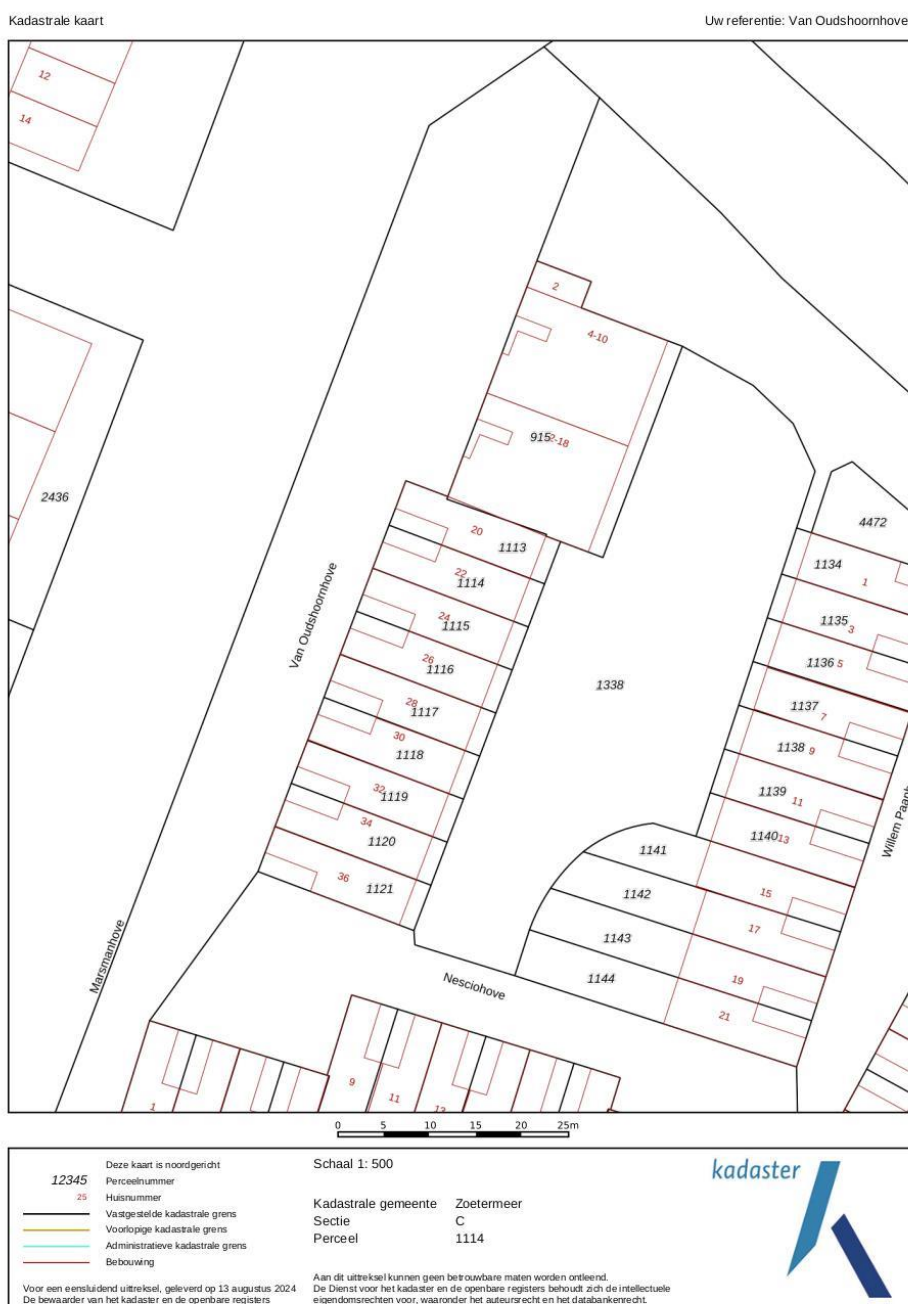 Kadastrale kaart
Uw referentie: Van Oudshoornhove
12
14
2
4-10
915
2-18
2436
4472
20
1113
22
1114
24
1115
26
1116
28
1117
30
1118
32
1119
34
1120
36
1121
1338
1134
1
1135
3
1136
5
1137
7
1138
9
1139
11
1140
13
1141
15
1142
17
1143
19
1144
21
Van Oudshoornhove
Marsmanhove
Nesciohove
Willem
1
9
11
13
0 5 10 15 20 25m
Deze kaart is noordgericht
12345 Perceelnummer
25 Huisnummer
Vastgestelde kadastrale grens
Voorlopige kadastrale grens
Administratieve kadastrale grens
Bebouwing
Voor een eensluidend uittreksel, geleverd op 13 augustus 2024
De bewaarder van het kadaster en de openbare registers
Schaal 1: 500
Kadastrale gemeente Zoetermeer
Sectie C
Perceel 1114
Aan dit uittreksel kunnen geen betrouwbare maten worden ontleend.
De Dienst voor het kadaster en de openbare registers behoudt zich de intellectuele
eigendomsrechten voor, waaronder het auteursrecht en het databankenrecht.
kadaster